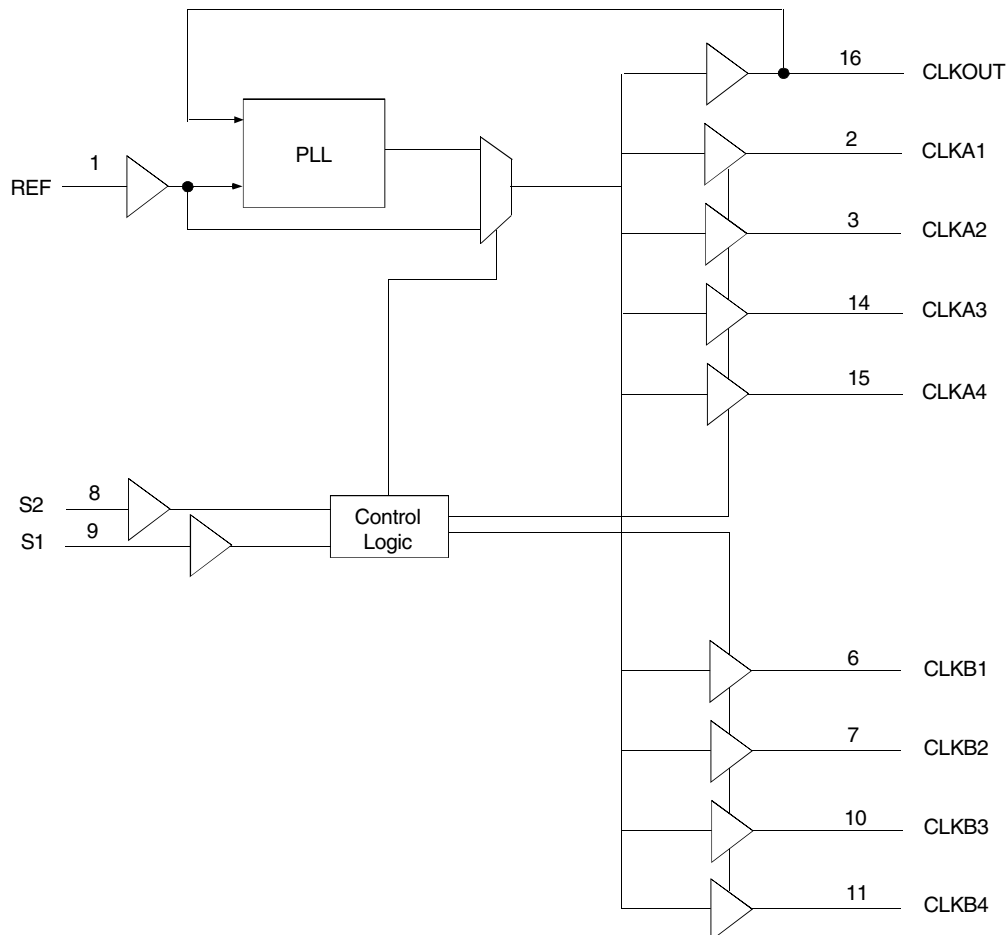 16 CLKOUT
PLL
1
REF
2 CLKA1
3 CLKA2
14 CLKA3
15 CLKA4
S2 8
S1 9
Control
Logic
6 CLKB1
7 CLKB2
10 CLKB3
11 CLKB4